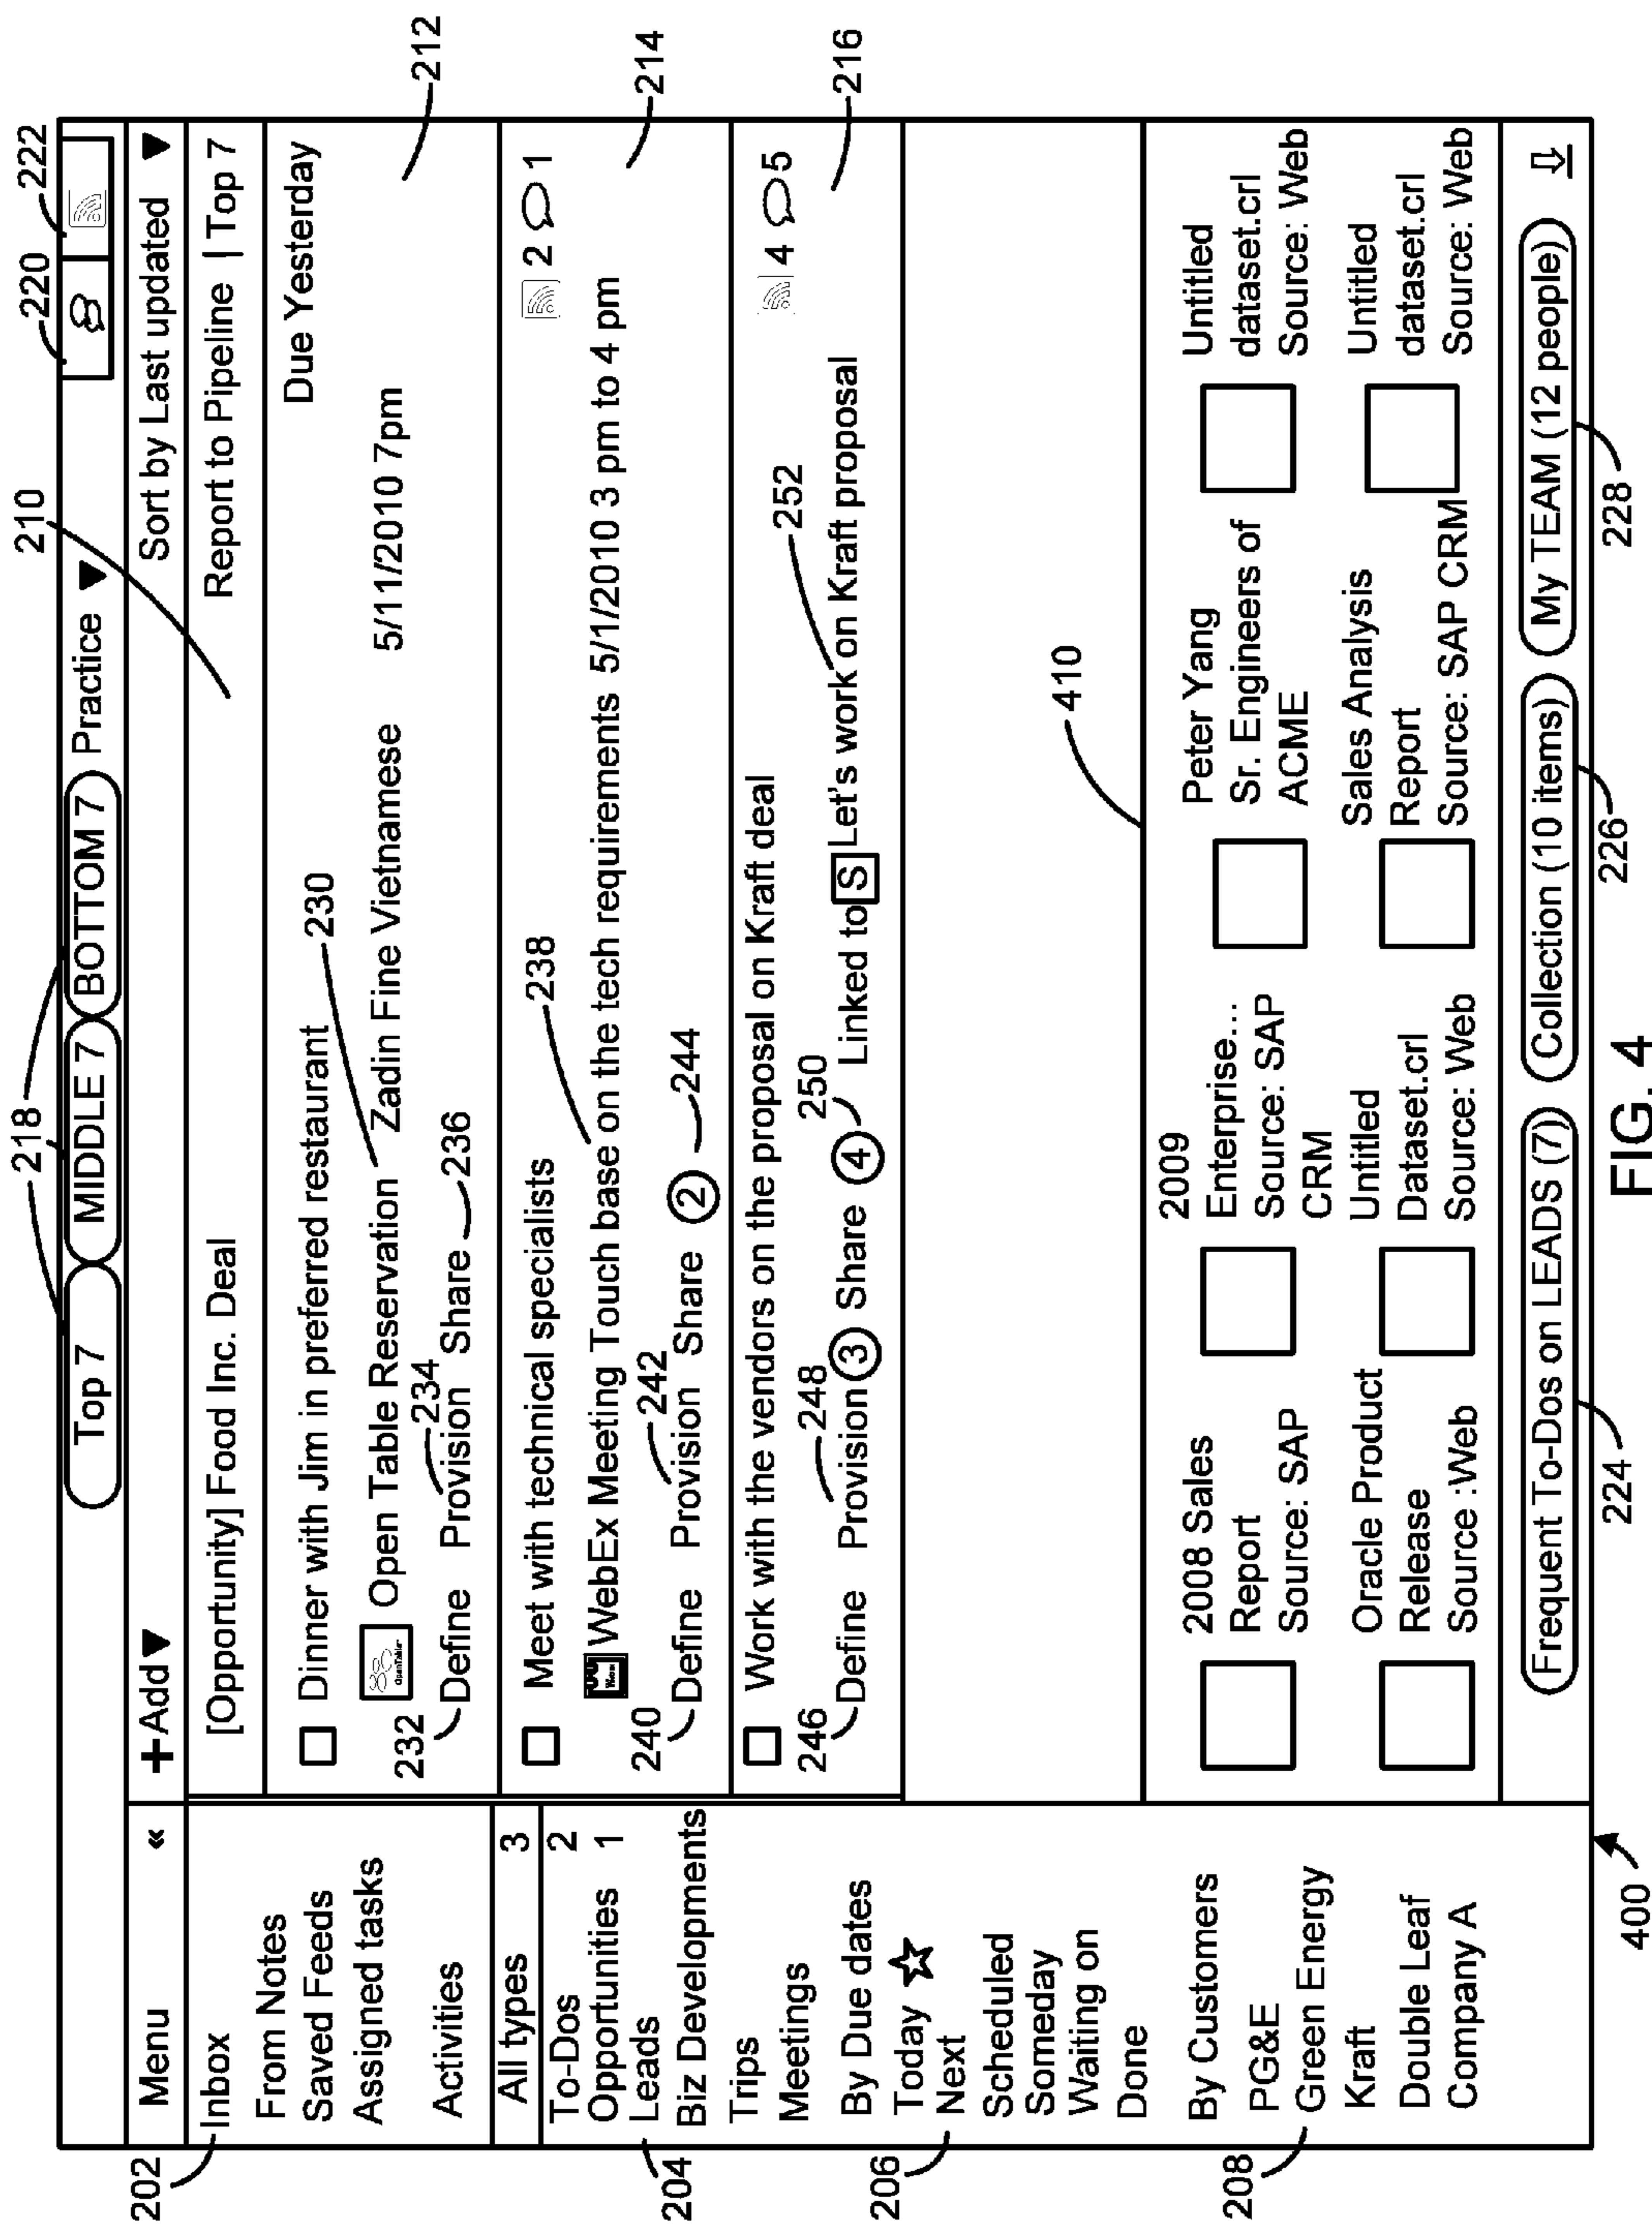 210
218
220
222
Top 7 MIDDLE 7 BOTTOM 7 Practice ▼
Menu «
+Add▼ Sort by Last updated ▼
202
Inbox
From Notes
Saved Feeds
Assigned tasks
Activities
All types 3
To-Dos 2
Opportunities 1
Leads
Biz Developments
204
Trips
Meetings
By Due dates
Today ☆
Next
206
Scheduled
Someday
Waiting on
Done
By Customers
PG&E
Green Energy
208
Kraft
Double Leaf
Company A
[Opportunity] Food Inc. Deal Report to Pipeline | Top 7
Dinner with Jim in preferred restaurant Due Yesterday
230
212
OpenTable Open Table Reservation Zadin Fine Vietnamese 5/11/2010 7pm
232 234 236
Define Provision Share
Meet with technical specialists 2 1
238
214
WebEx Meeting Touch base on the tech requirements 5/1/2010 3 pm to 4 pm
240 242 244
Define Provision Share 2
Work with the vendors on the proposal on Kraft deal 4 5
252
216
246 248 250
Define Provision 3 Share 4 Linked to S Let's work on Kraft proposal
410
2008 Sales
Report
Source: SAP
2009
Enterprise...
Source: SAP
CRM
Peter Yang
Sr. Engineers of
ACME
Untitled
dataset.crl
Source: Web
Oracle Product
Release
Source :Web
Untitled
Dataset.crl
Source: Web
Sales Analysis
Report
Source: SAP CRM
Untitled
dataset.crl
Source: Web
Frequent To-Dos on LEADS (7) Collection (10 items) My TEAM (12 people)
400
224
226
228
FIG. 4